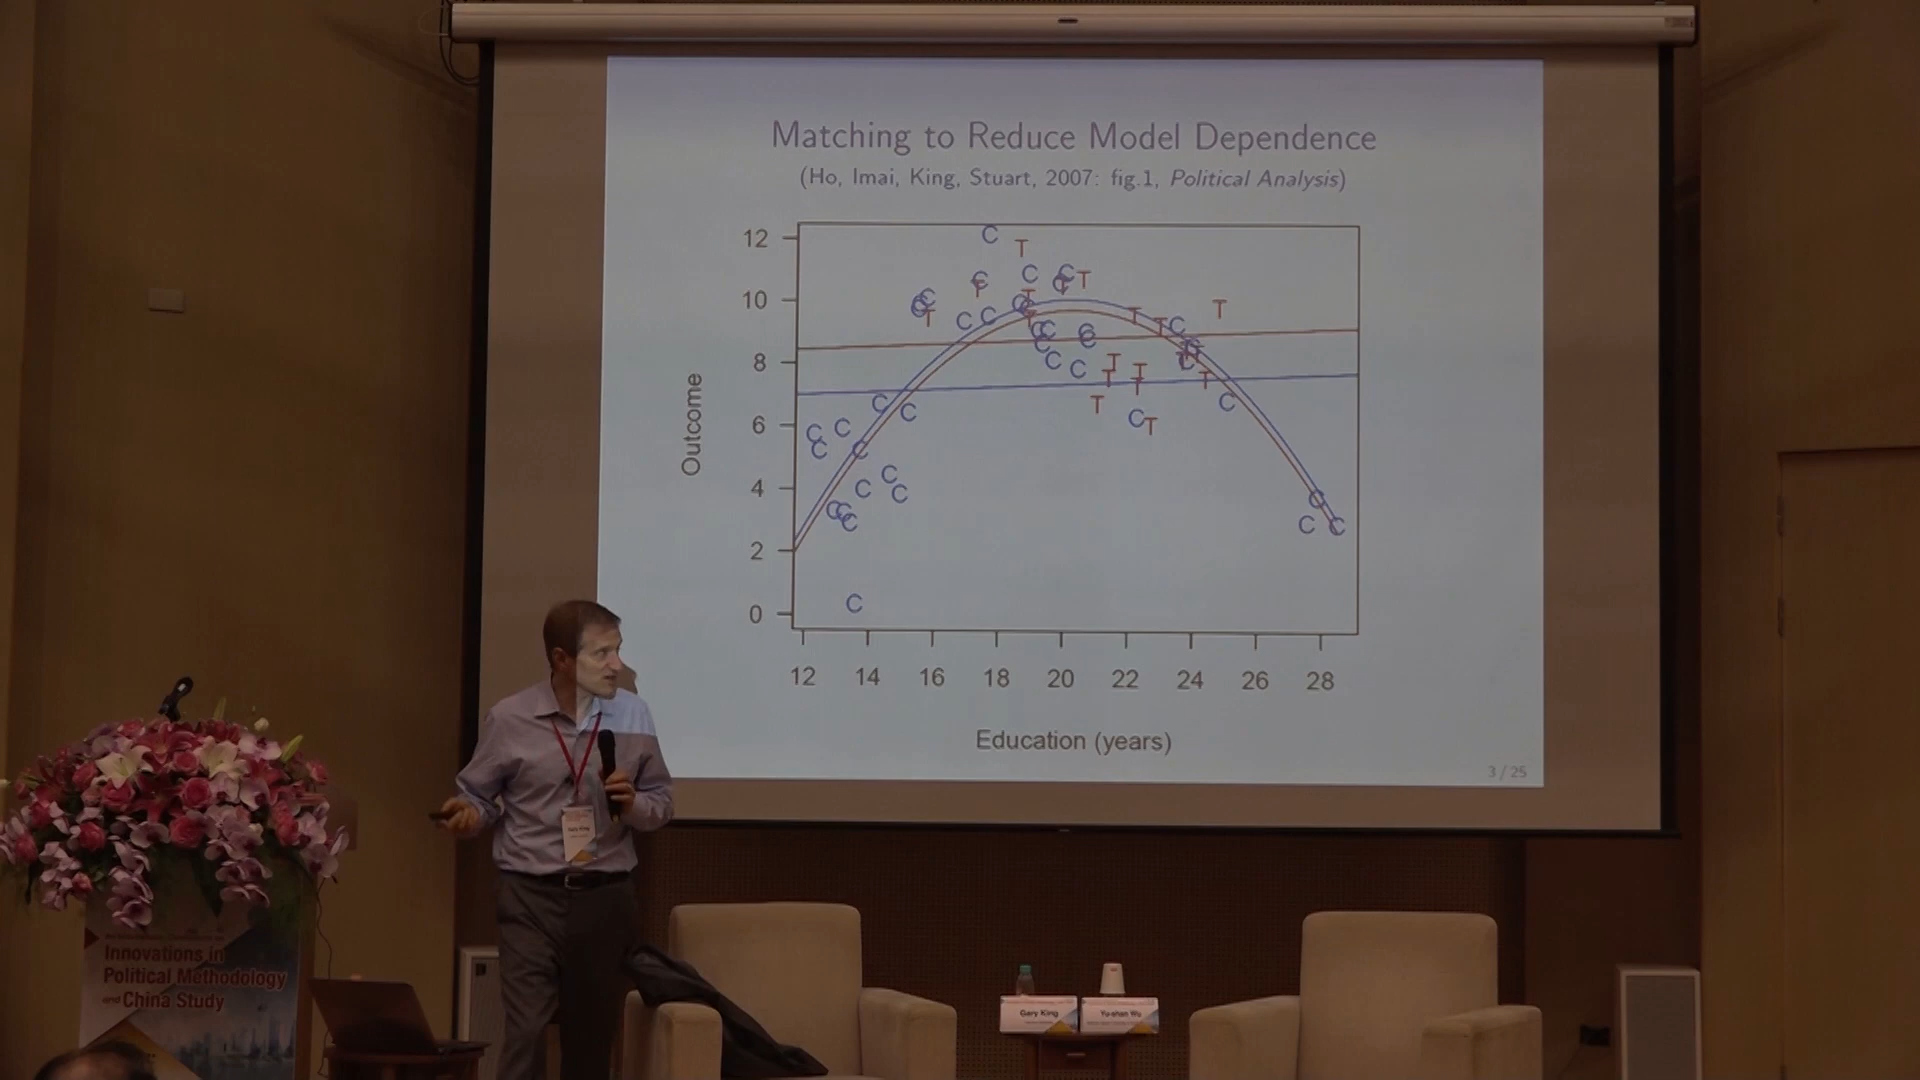 Matching to Reduce Model Dependence
(Ho, Imai, King, Stuart, 2007: fig.1, Political Analysis)
12
10
8
6
4
2
0
Outcome
12 14 16 18 20 22 24 26 28
Education (years)
3 / 25
Innovations in
Political Methodology
and China Study
Gary King
Gary King
Yu-shan Wu